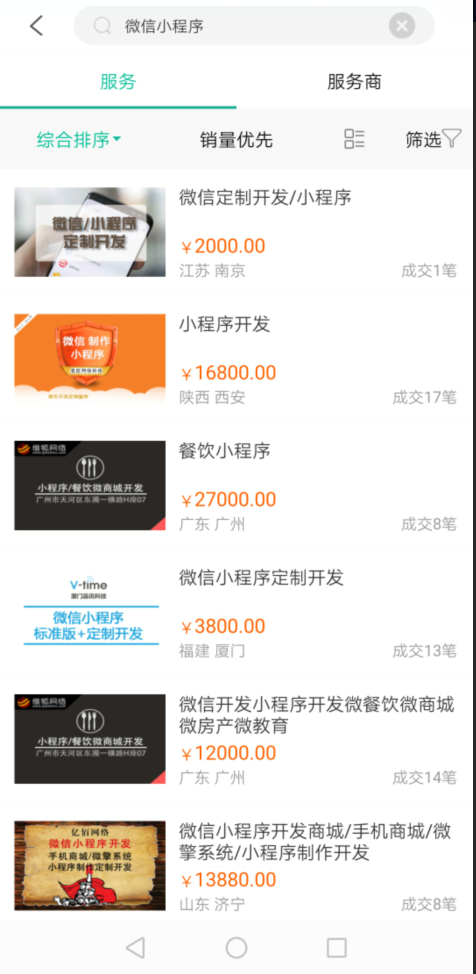 微信小程序
服务
服务商
综合排序
销量优先
筛选
微信/小程序
定制开发
微信定制开发/小程序
¥2000.00
江苏 南京
成交1笔
微信 制作
小程序
小程序开发
¥16800.00
陕西 西安
成交17笔
维狐网络
小程序/餐饮微商城开发
广州市天河区东圃一横路H座07
餐饮小程序
¥27000.00
广东 广州
成交8笔
V-time
微信小程序
标准版+定制开发
微信小程序定制开发
¥3800.00
福建 厦门
成交13笔
维狐网络
小程序/餐饮微商城开发
广州市天河区东圃一横路H座07
微信开发小程序开发微餐饮微商城
微房产微教育
¥12000.00
广东 广州
成交14笔
亿佰网络
微信小程序开发
手机商城/微擎系统
小程序制作定制开发
微信小程序开发商城/手机商城/微
擎系统/小程序制作开发
¥13880.00
山东 济宁
成交8笔